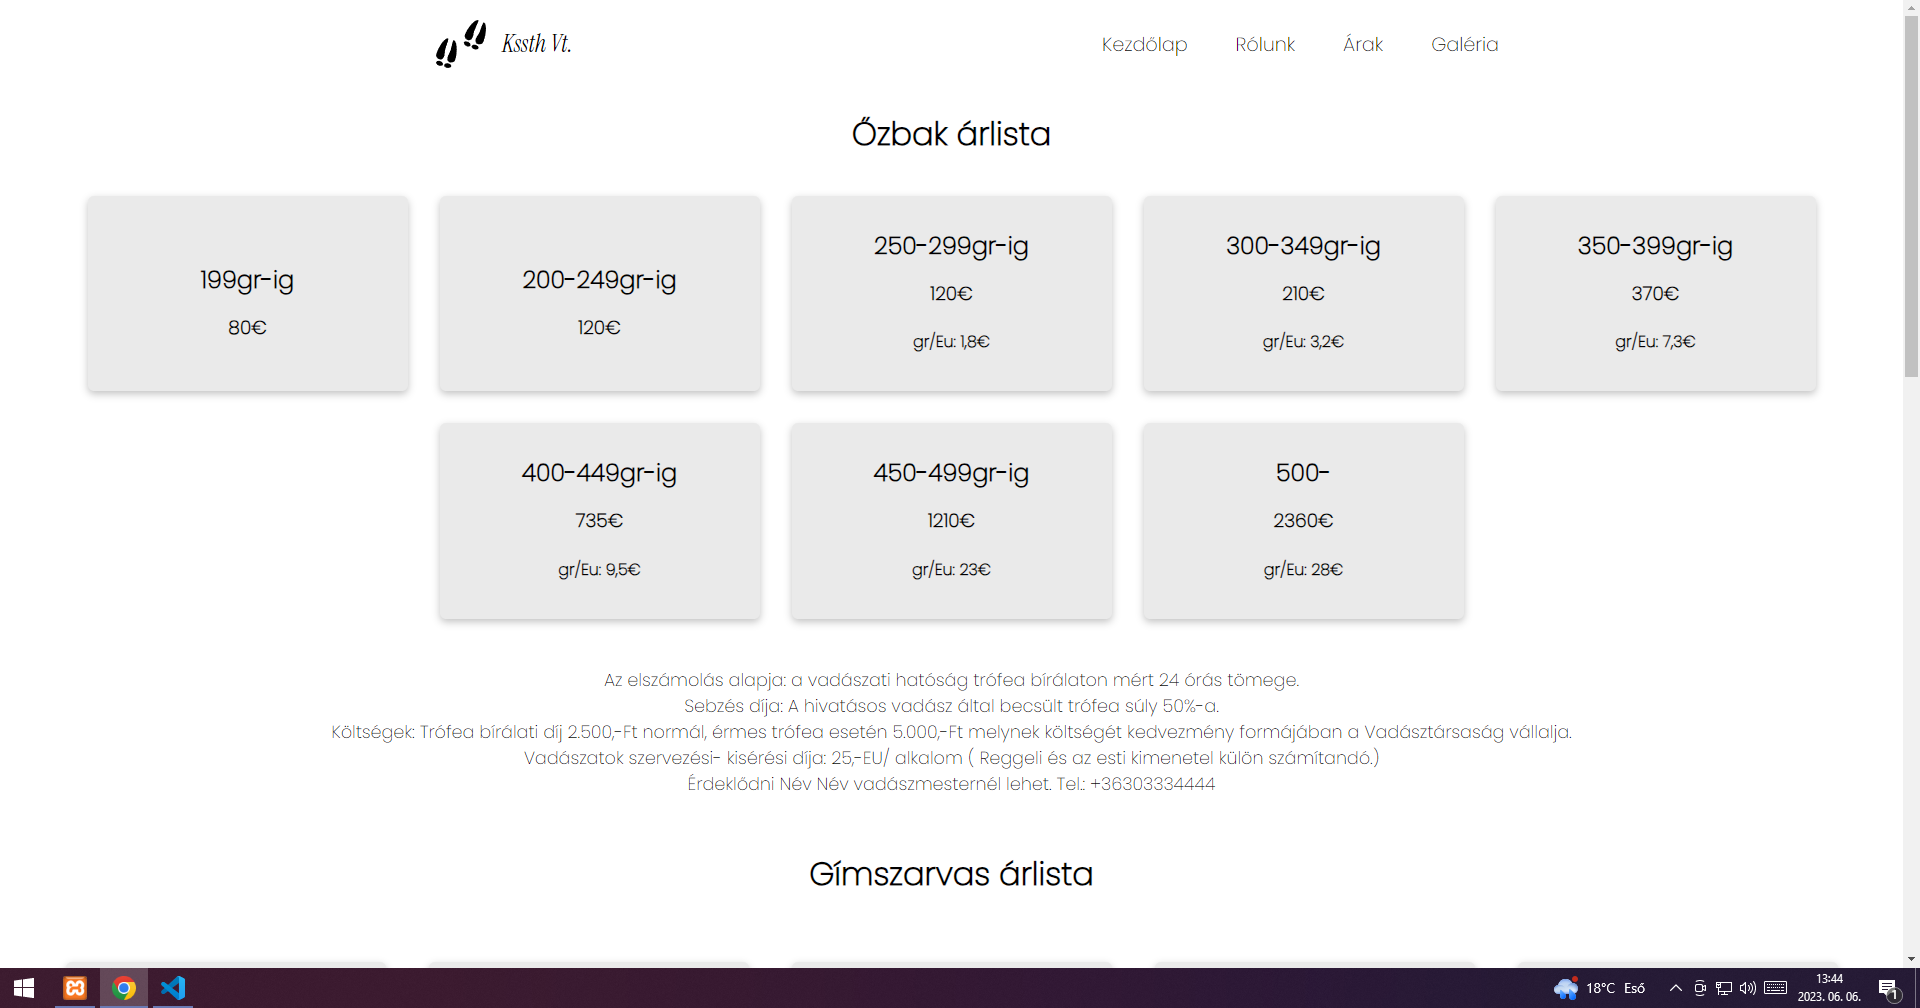 Kssth Vt.
Kezdőlap Rólunk Árak Galéria
Őzbak árlista
199gr-ig
80€
200-249gr-ig
120€
250-299gr-ig
120€
gr/Eu: 1,8€
300-349gr-ig
210€
gr/Eu: 3,2€
350-399gr-ig
370€
gr/Eu: 7,3€
400-449gr-ig
735€
gr/Eu: 9,5€
450-499gr-ig
1210€
gr/Eu: 23€
500-
2360€
gr/Eu: 28€
Az elszámolás alapja: a vadászati hatóság trófea bírálaton mért 24 órás tömege.
Sebzés díja: A hivatásos vadász által becsült trófea súly 50%-a.
Költségek: Trófea bírálati díj 2.500,-Ft normál, érmes trófea esetén 5.000,-Ft melynek költségét kedvezmény formájában a Vadásztársaság vállalja.
Vadászatok szervezési- kisérési díja: 25,-EU/ alkalom ( Reggeli és az esti kimenetel külön számítandó.)
Érdeklődni Név Név vadászmesternél lehet. Tel.: +36303334444
Gímszarvas árlista
18°C Eső
13:44
2023. 06. 06.
1